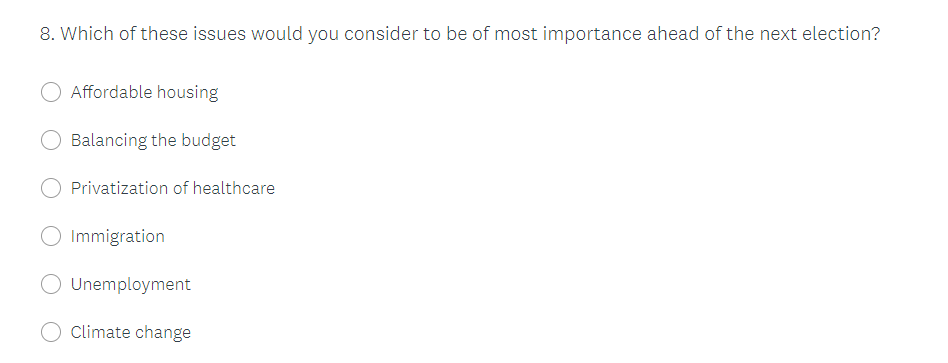 8. Which of these issues would you consider to be of most importance ahead of the next election?
Affordable housing
Balancing the budget
Privatization of healthcare
Immigration
Unemployment
Climate change